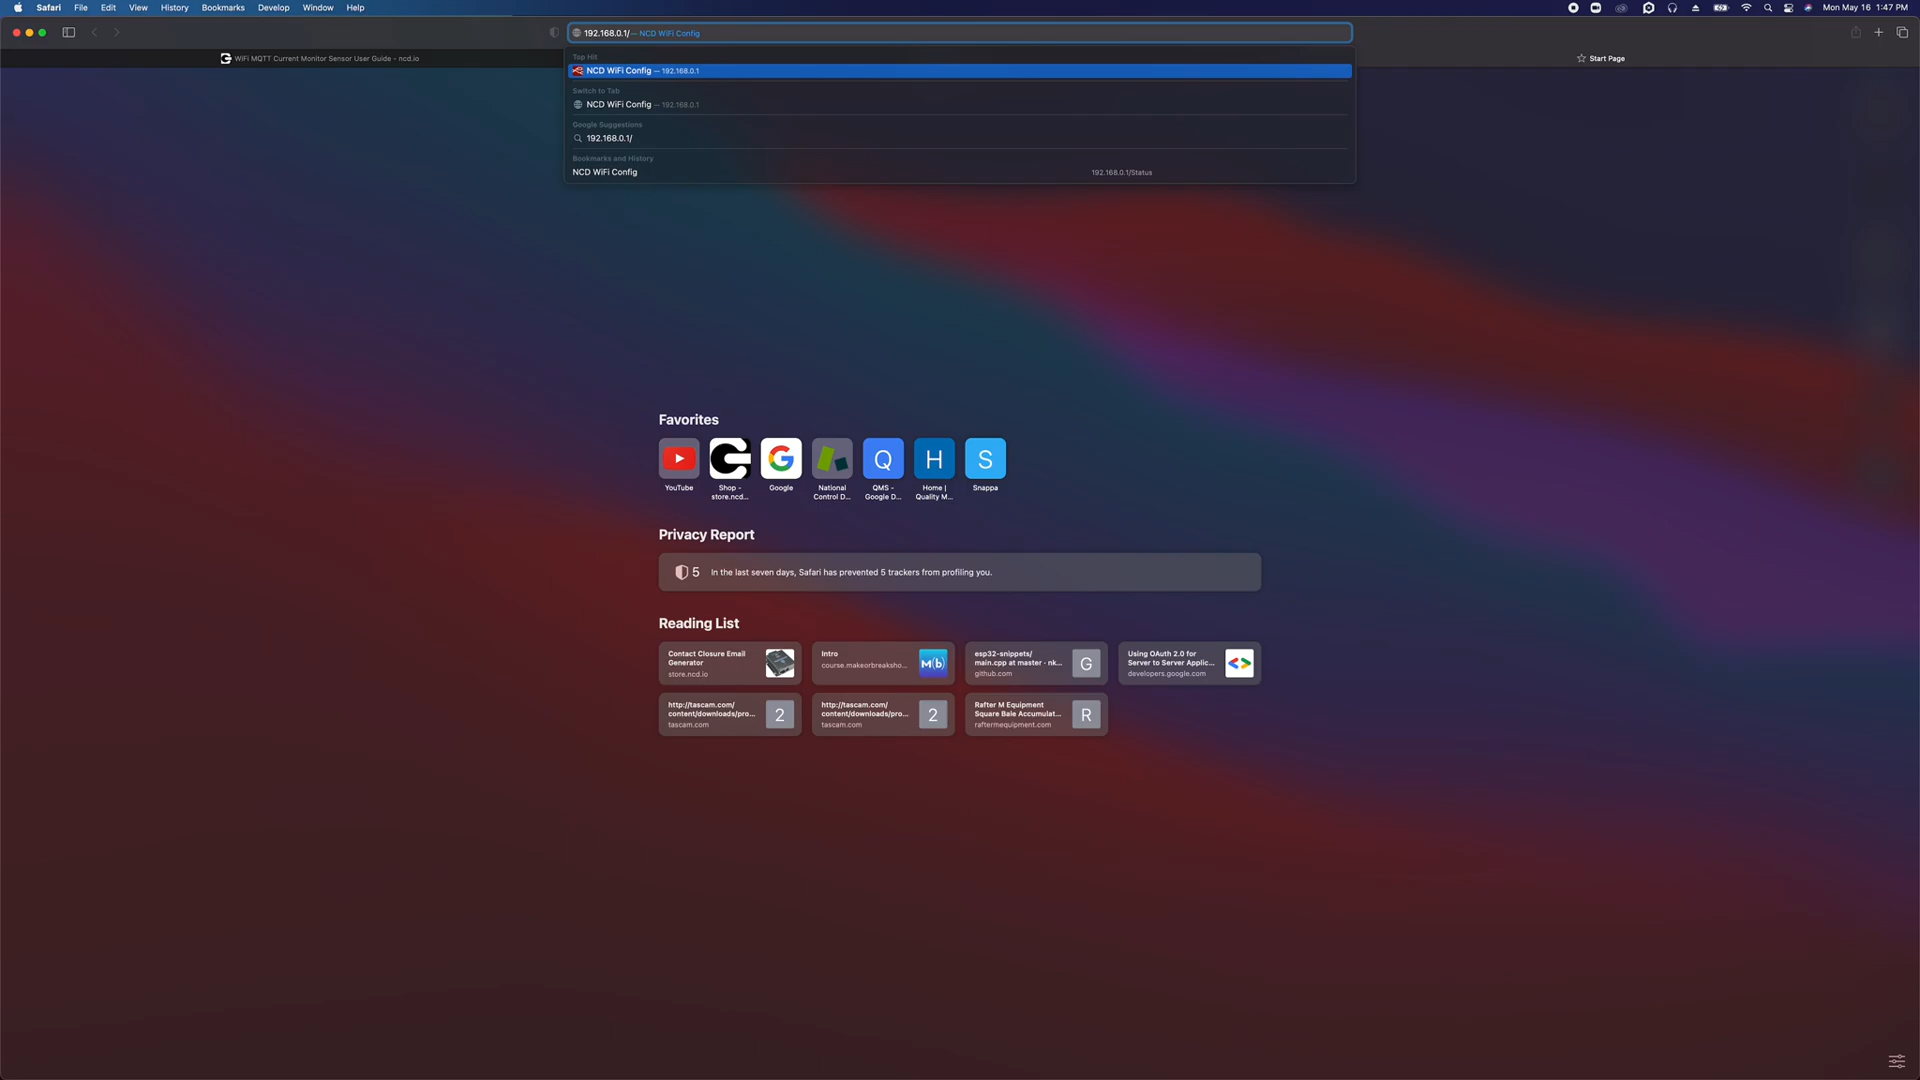 Safari File Edit View History Bookmarks Develop Window Help Mon May 16 1:47 PM
192.168.0.1/ — NCD WiFi Config
WiFi MQTT Current Monitor Sensor User Guide - ncd.io
Start Page
Top Hit
NCD WiFi Config — 192.168.0.1
Switch to Tab
NCD WiFi Config — 192.168.0.1
Google Suggestions
192.168.0.1/
Bookmarks and History
NCD WiFi Config 192.168.0.1/Status
Favorites
YouTube
Shop -
store.ncd...
Google
National
Control D...
Q
QMS -
Google D...
H
Home |
Quality M...
S
Snappa
Privacy Report
5 In the last seven days, Safari has prevented 5 trackers from profiling you.
Reading List
Contact Closure Email
Generator
store.ncd.io
Intro
course.makeorbreaksho...
M(b)
esp32-snippets/
main.cpp at master · nk...
github.com
G
Using OAuth 2.0 for
Server to Server Applic...
developers.google.com
http://tascam.com/
content/downloads/pro...
tascam.com
2
http://tascam.com/
content/downloads/pro...
tascam.com
2
Rafter M Equipment
Square Bale Accumulat...
raftermequipment.com
R